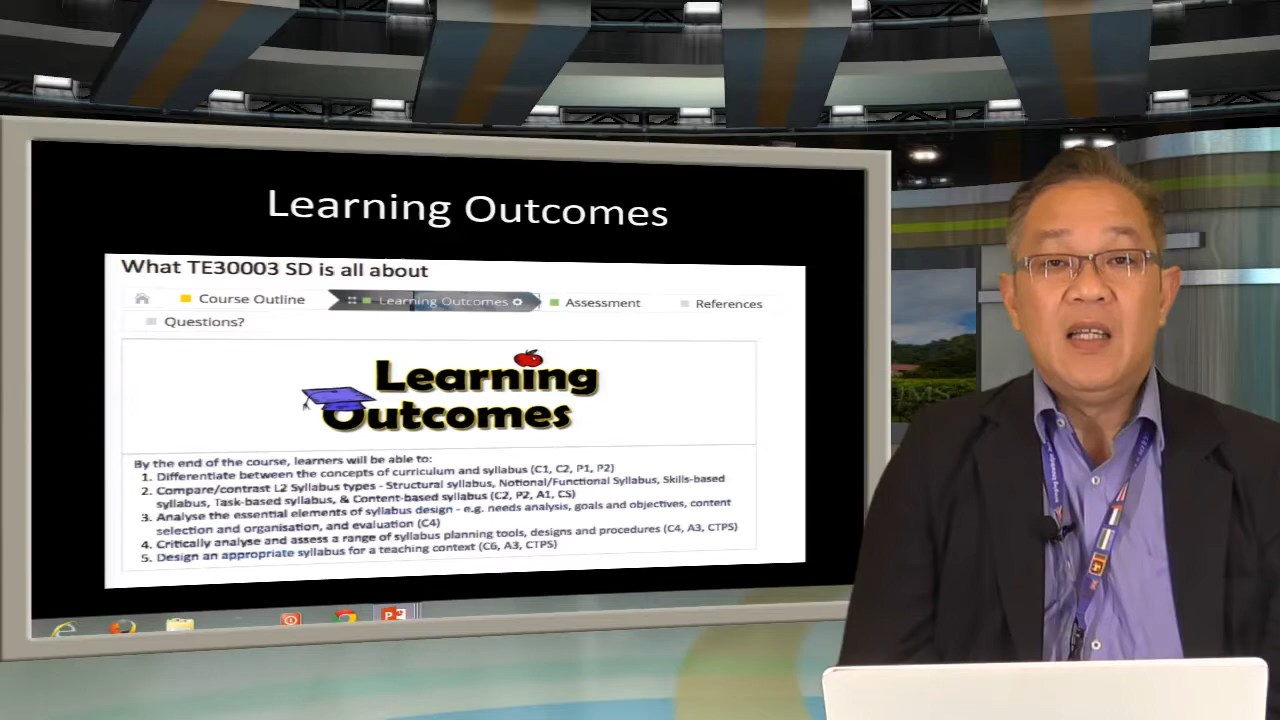 Learning Outcomes
What TE30003 SD is all about
Course Outline
Learning Outcomes
Assessment
References
Questions?
Learning
Outcomes
By the end of the course, learners will be able to:
1. Differentiate between the concepts of curriculum and syllabus (C1, C2, P1, P2)
2. Compare/contrast L2 Syllabus types - Structural syllabus, Notional/Functional Syllabus, Skills-based
syllabus, Task-based syllabus, & Content-based syllabus (C2, P2, A1, CS)
3. Analyse the essential elements of syllabus design - e.g. needs analysis, goals and objectives, content
selection and organisation, and evaluation (C4)
4. Critically analyse and assess a range of syllabus planning tools, designs and procedures (C4, A3, CTPS)
5. Design an appropriate syllabus for a teaching context (C6, A3, CTPS)
UMS